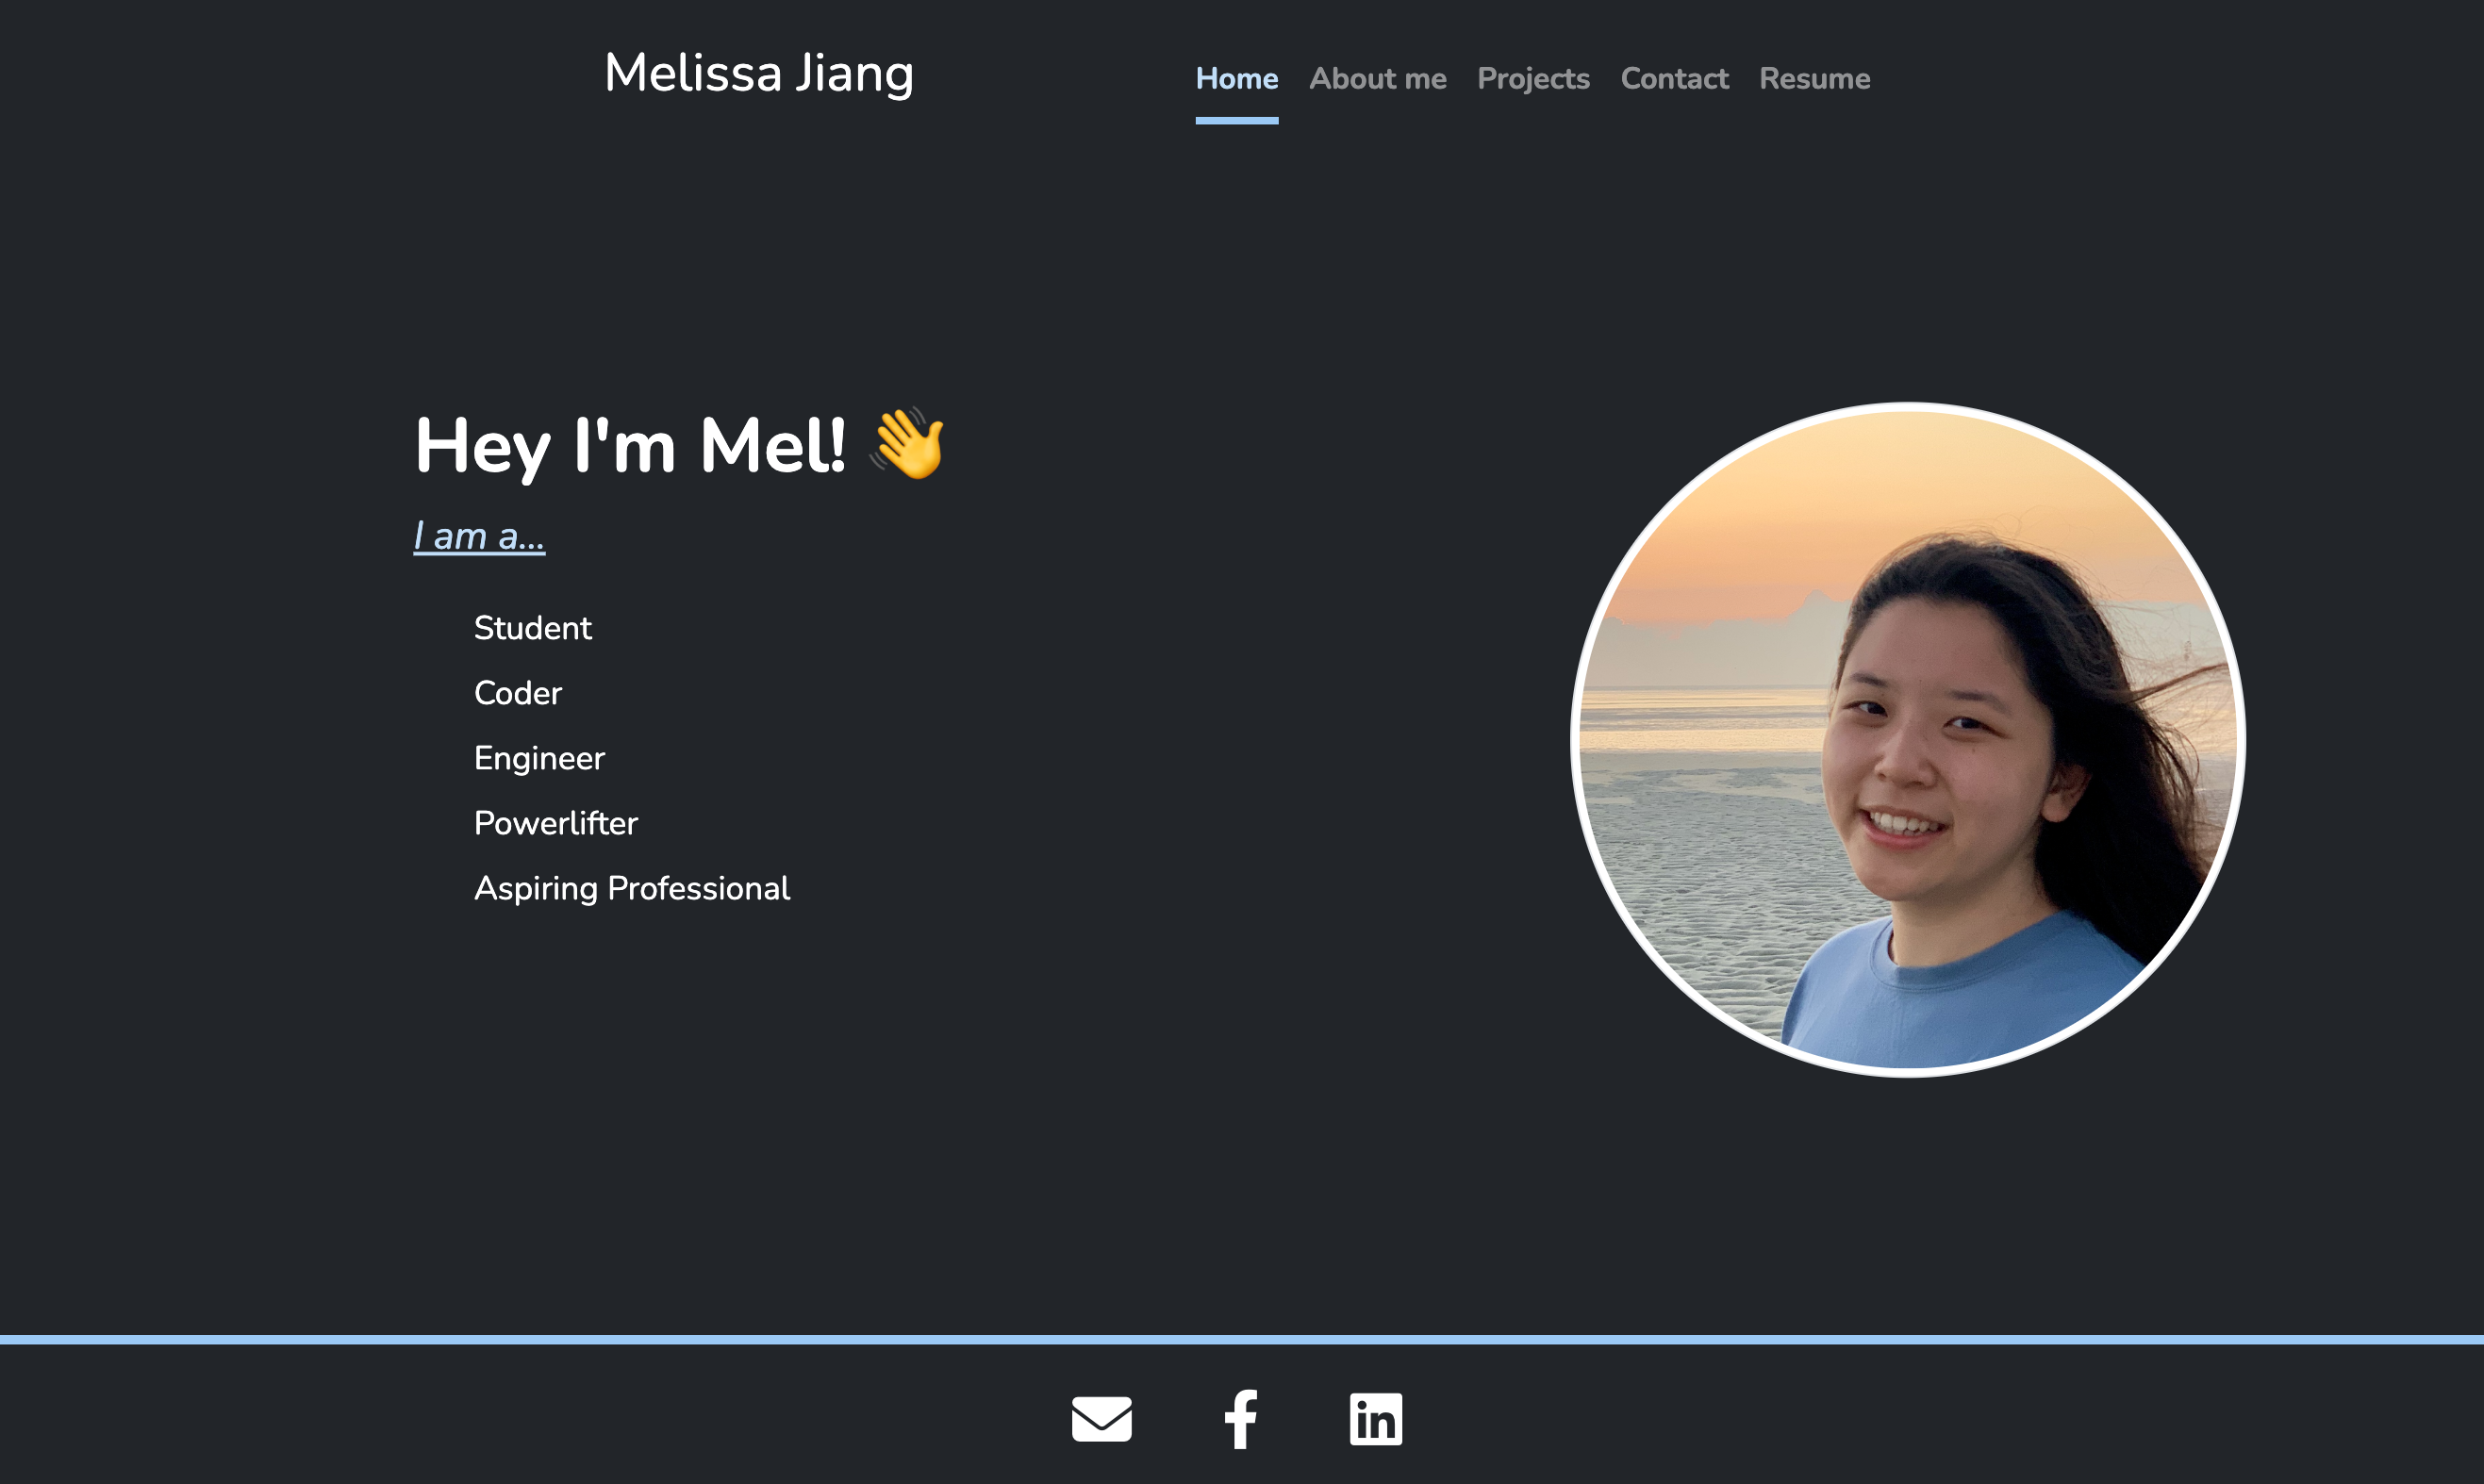 Melissa Jiang
Home About me Projects Contact Resume
Hey I'm Mel! 👋
I am a...
Student
Coder
Engineer
Powerlifter
Aspiring Professional